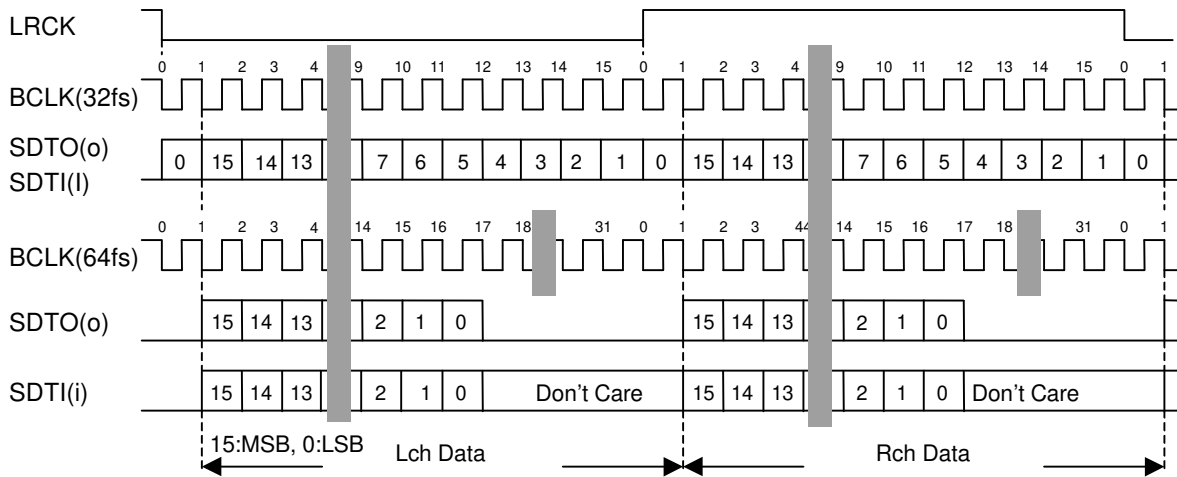 LRCK
0 1 2 3 4 9 10 11 12 13 14 15 0 1 2 3 4 9 10 11 12 13 14 15 0 1
BCLK(32fs)
SDTO(o)
SDTI(I)
0 15 14 13 7 6 5 4 3 2 1 0 15 14 13 7 6 5 4 3 2 1 0
0 1 2 3 4 14 15 16 17 18 31 0 1 2 3 44 14 15 16 17 18 31 0 1
BCLK(64fs)
SDTO(o) 15 14 13 2 1 0 15 14 13 2 1 0
SDTI(i) 15 14 13 2 1 0 Don't Care 15 14 13 2 1 0 Don't Care
15:MSB, 0:LSB
Lch Data Rch Data